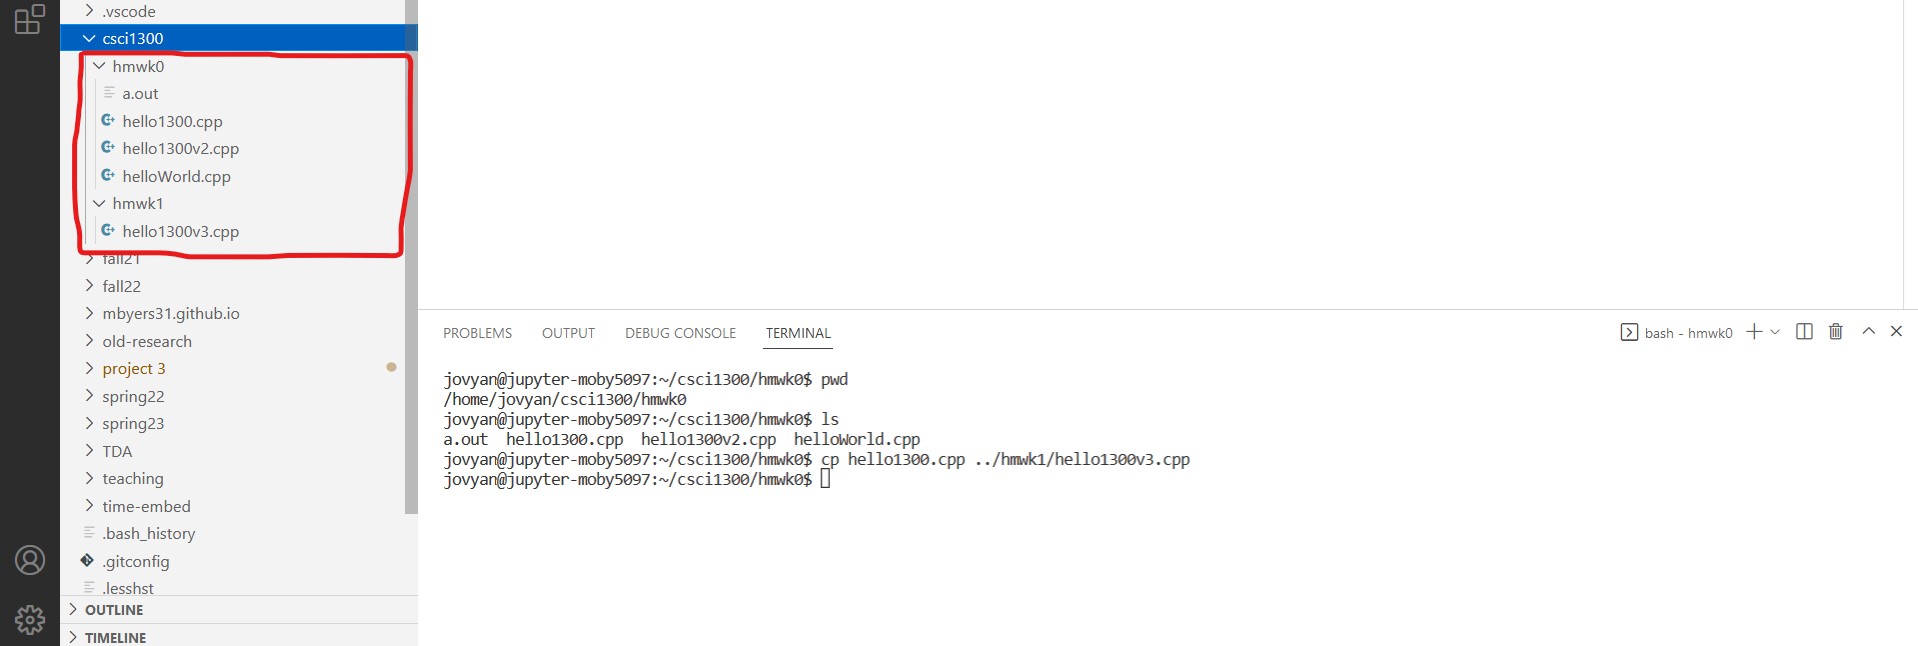 .vscode
csci1300
hmwk0
a.out
hello1300.cpp
hello1300v2.cpp
helloWorld.cpp
hmwk1
hello1300v3.cpp
fall21
fall22
mbyers31.github.io
old-research
project 3
spring22
spring23
TDA
teaching
time-embed
.bash_history
.gitconfig
.lesshst
OUTLINE
TIMELINE
PROBLEMS OUTPUT DEBUG CONSOLE TERMINAL
bash - hmwk0
jovyan@jupyter-moby5097:~/csci1300/hmwk0$ pwd
/home/jovyan/csci1300/hmwk0
jovyan@jupyter-moby5097:~/csci1300/hmwk0$ ls
a.out hello1300.cpp hello1300v2.cpp helloWorld.cpp
jovyan@jupyter-moby5097:~/csci1300/hmwk0$ cp hello1300.cpp ../hmwk1/hello1300v3.cpp
jovyan@jupyter-moby5097:~/csci1300/hmwk0$